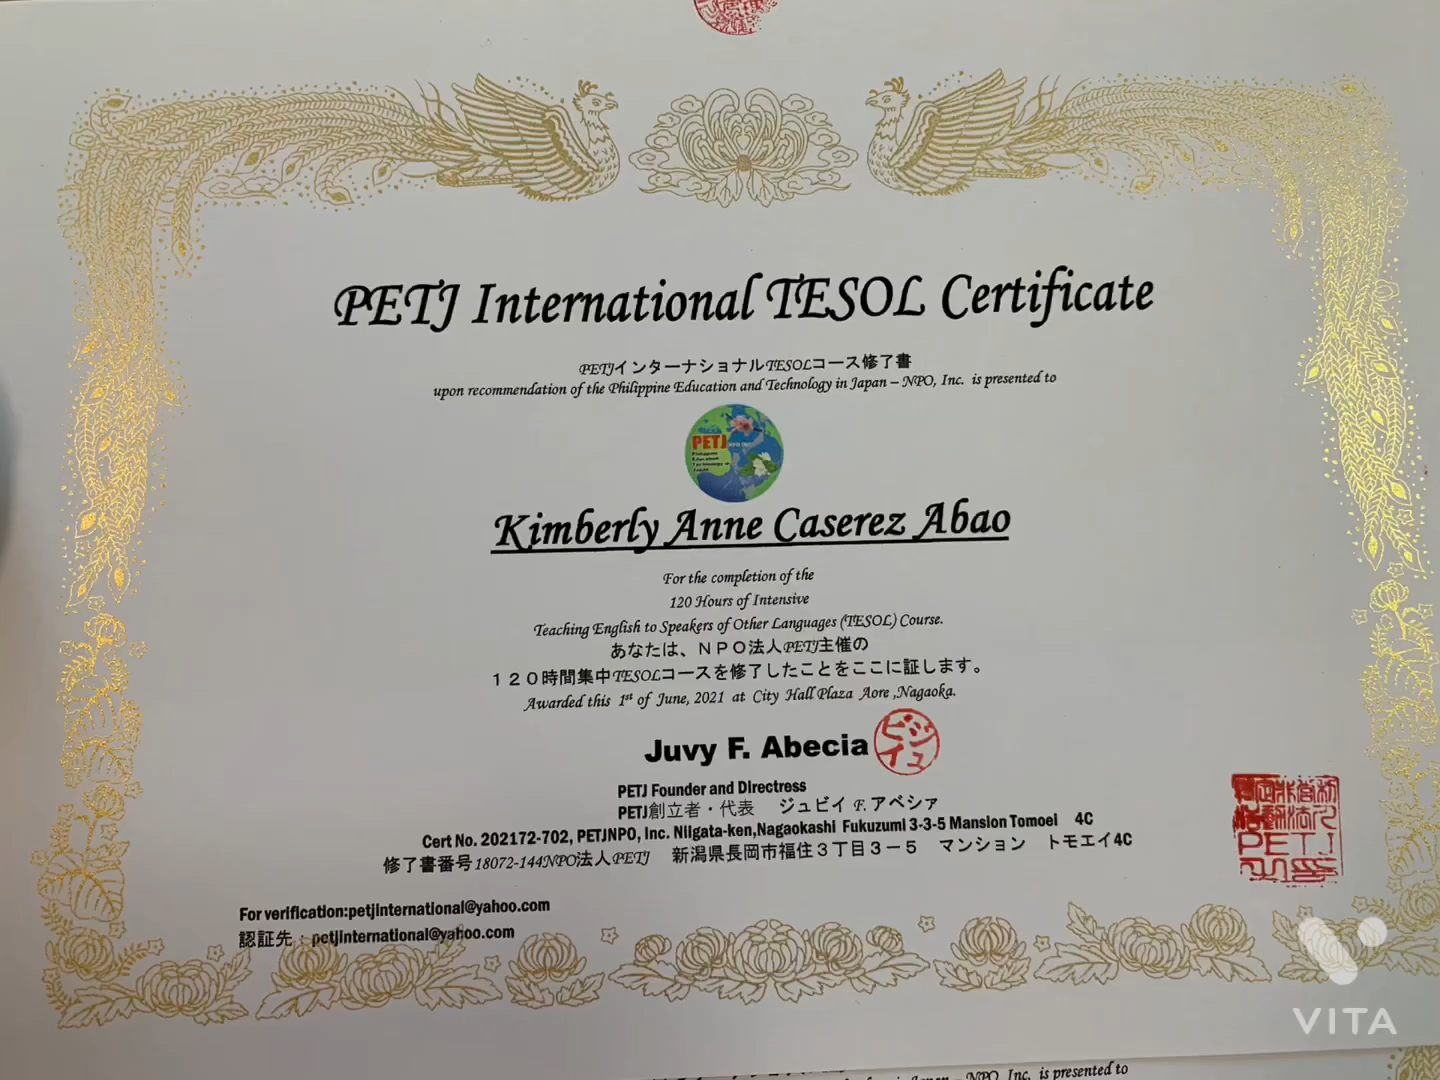 PETJ International TESOL Certificate
PETJインターナショナルTESOLコース修了書
upon recommendation of the Philippine Education and Technology in Japan – NPO, Inc. is presented to
PETJ
Kimberly Anne Caserez Abao
For the completion of the
120 Hours of Intensive
Teaching English to Speakers of Other Languages (TESOL) Course.
あなたは、NPO法人PETJ主催の
120時間集中TESOLコースを修了したことをここに証します。
Awarded this 1st of June, 2021 at City Hall Plaza Aore ,Nagaoka.
Juvy F. Abecia
ジュビイ
PETJ Founder and Directress
PETJ創立者・代表 ジュビイ F. アベシァ
Cert No. 202172-702, PETJNPO, Inc. Niigata-ken,Nagaokashi Fukuzumi 3-3-5 Mansion Tomoei 4C
修了書番号18072-144NPO法人PETJ 新潟県長岡市福住3丁目3-5 マンション トモエイ4C
For verification:petjinternational@yahoo.com
認証先：petjinternational@yahoo.com
VITA
NPO, Inc. is presented to